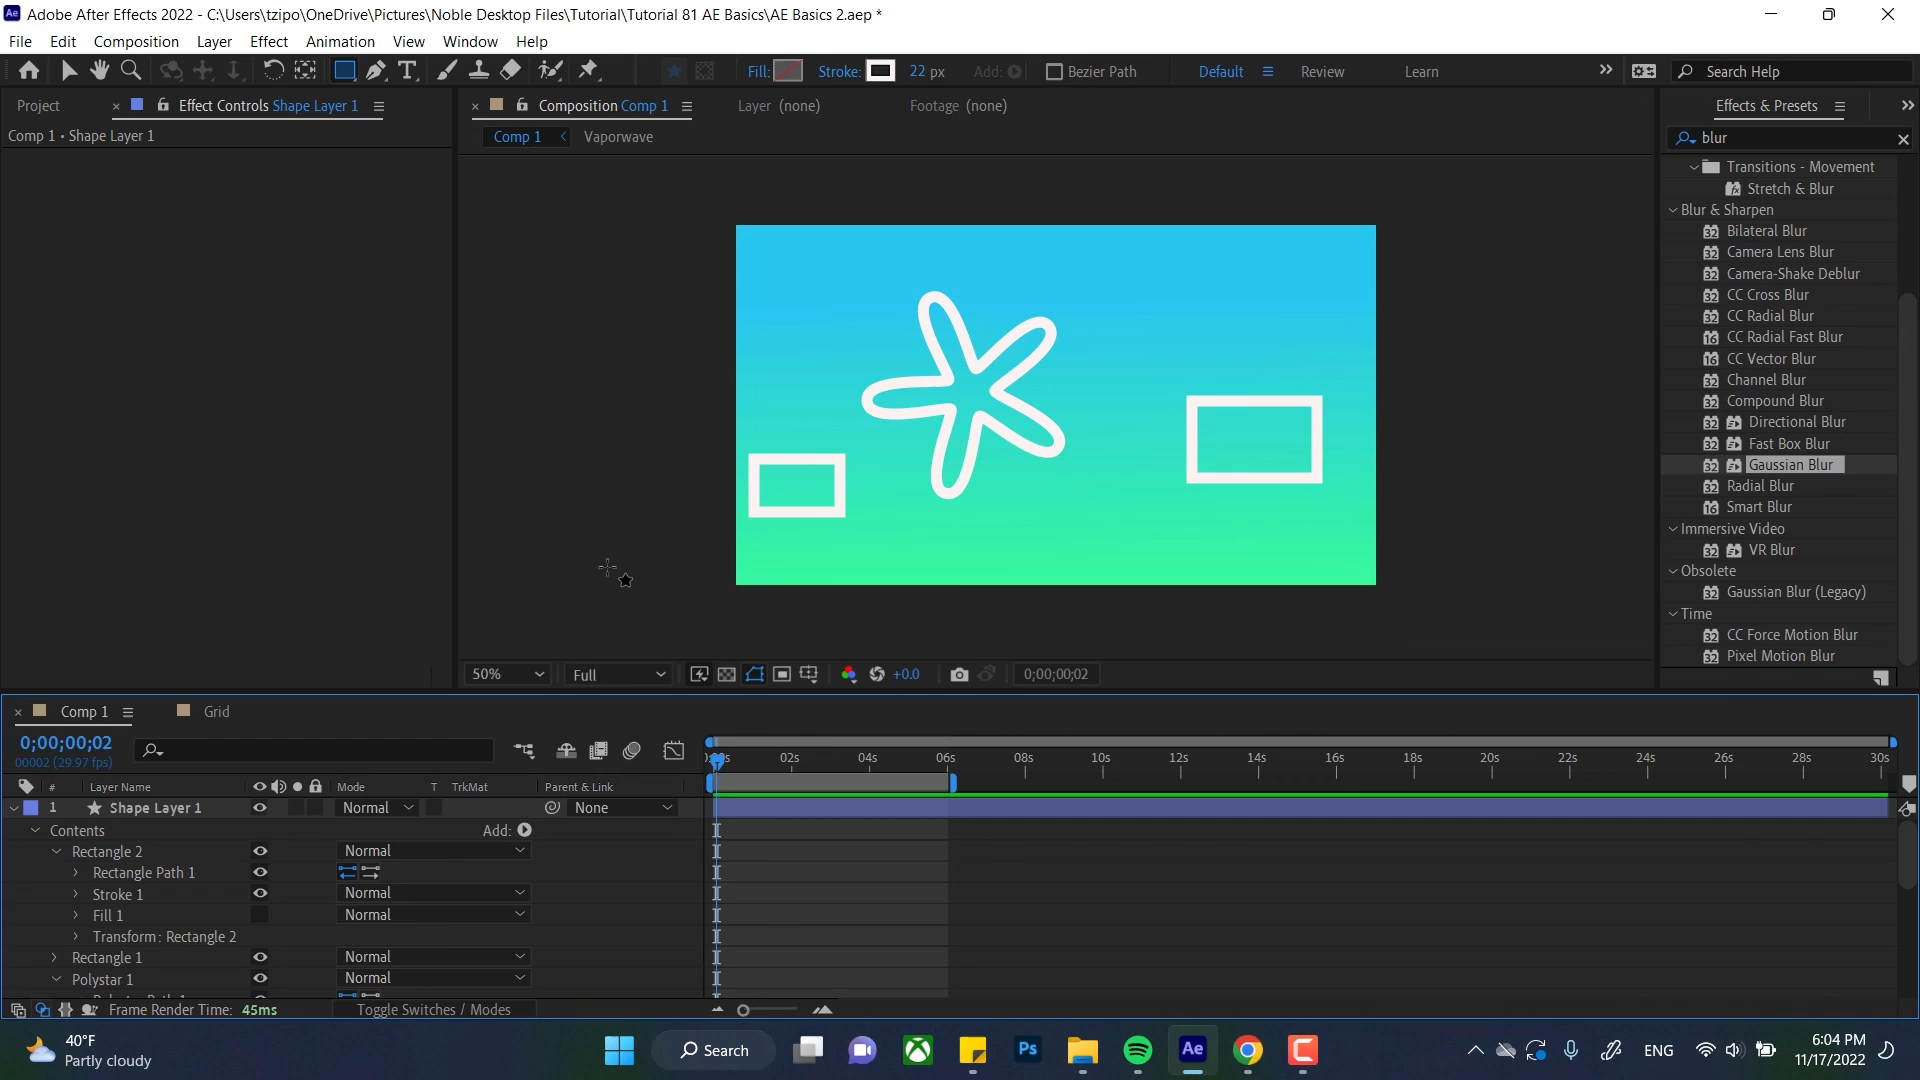 Adobe After Effects 2022 - C:\Users\tzipo\OneDrive\Pictures\Noble Desktop Files\Tutorial\Tutorial 81 AE Basics\AE Basics 2.aep *
File Edit Composition Layer Effect Animation View Window Help
Fill: Stroke: 22 px Add: Bezier Path Default Review Learn Search Help
Project Effect Controls Shape Layer 1 Composition Comp 1 Layer (none) Footage (none) Effects & Presets
Comp 1 • Shape Layer 1
Comp 1 Vaporwave
blur
Transitions - Movement
Stretch & Blur
Blur & Sharpen
Bilateral Blur
Camera Lens Blur
Camera-Shake Deblur
CC Cross Blur
CC Radial Blur
CC Radial Fast Blur
CC Vector Blur
Channel Blur
Compound Blur
Directional Blur
Fast Box Blur
Gaussian Blur
Radial Blur
Smart Blur
Immersive Video
VR Blur
Obsolete
Gaussian Blur (Legacy)
Time
CC Force Motion Blur
Pixel Motion Blur
50% Full +0.0 0;00;00;02
Comp 1 Grid
0;00;00;02
00002 (29.97 fps)
02s 04s 06s 08s 10s 12s 14s 16s 18s 20s 22s 24s 26s 28s 30s
# Layer Name Mode T TrkMat Parent & Link
1 Shape Layer 1 Normal None
Contents Add:
Rectangle 2 Normal
Rectangle Path 1
Stroke 1 Normal
Fill 1 Normal
Transform: Rectangle 2
Rectangle 1 Normal
Polystar 1 Normal
Frame Render Time: 45ms Toggle Switches / Modes
40°F
Partly cloudy
Search
Ps
Ae
ENG
6:04 PM
11/17/2022